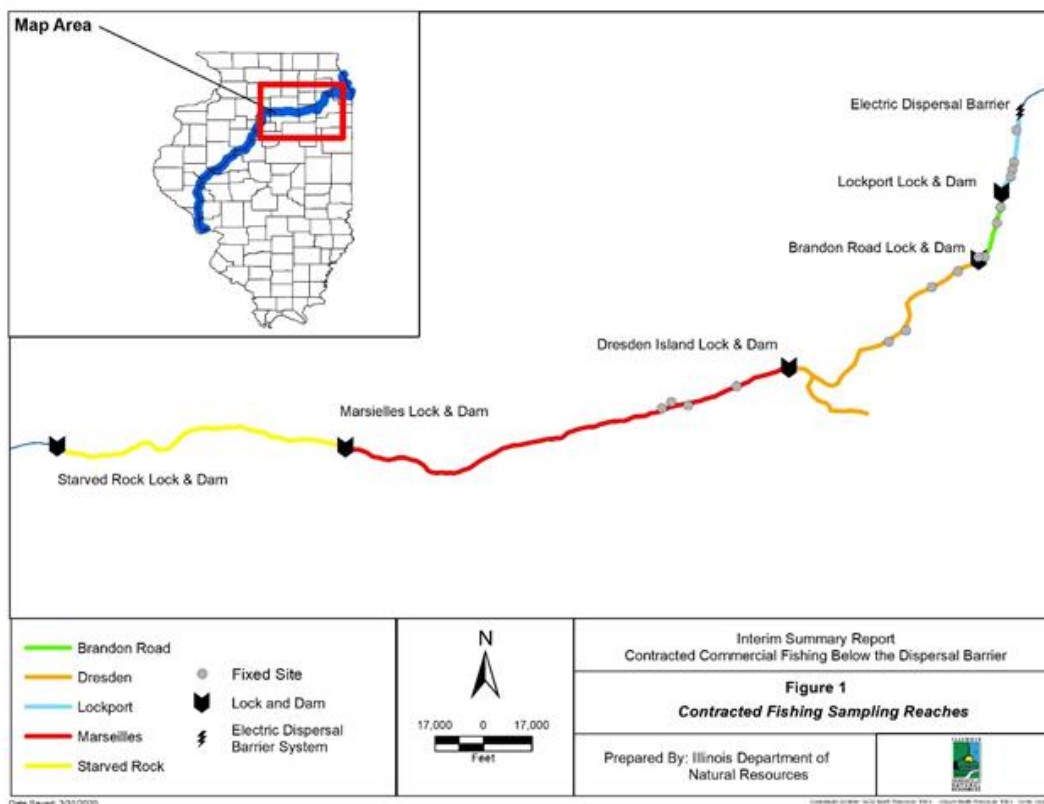 Map Area
Electric Dispersal Barrier
Lockport Lock & Dam
Brandon Road Lock & Dam
Dresden Island Lock & Dam
Marsielles Lock & Dam
Starved Rock Lock & Dam
Brandon Road
Dresden
Lockport
Marseilles
Starved Rock
Fixed Site
Lock and Dam
Electric Dispersal
Barrier System
N
17,000 0 17,000
Feet
Interim Summary Report
Contracted Commercial Fishing Below the Dispersal Barrier
Figure 1
Contracted Fishing Sampling Reaches
Prepared By: Illinois Department of
Natural Resources
ILLINOIS